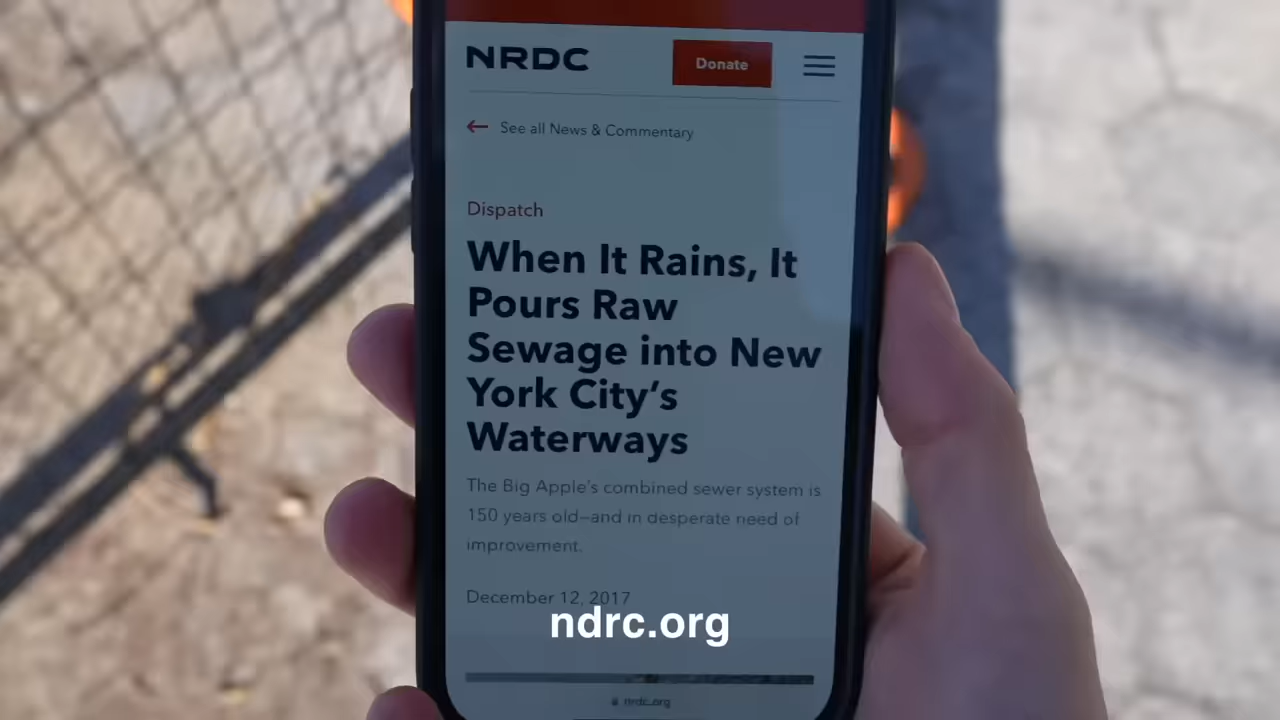 NRDC
Donate
See all News & Commentary
Dispatch
When It Rains, It
Pours Raw
Sewage into New
York City's
Waterways
The Big Apple's combined sewer system is
150 years old—and in desperate need of
improvement.
December 12, 2017
ndrc.org
nrdc.org